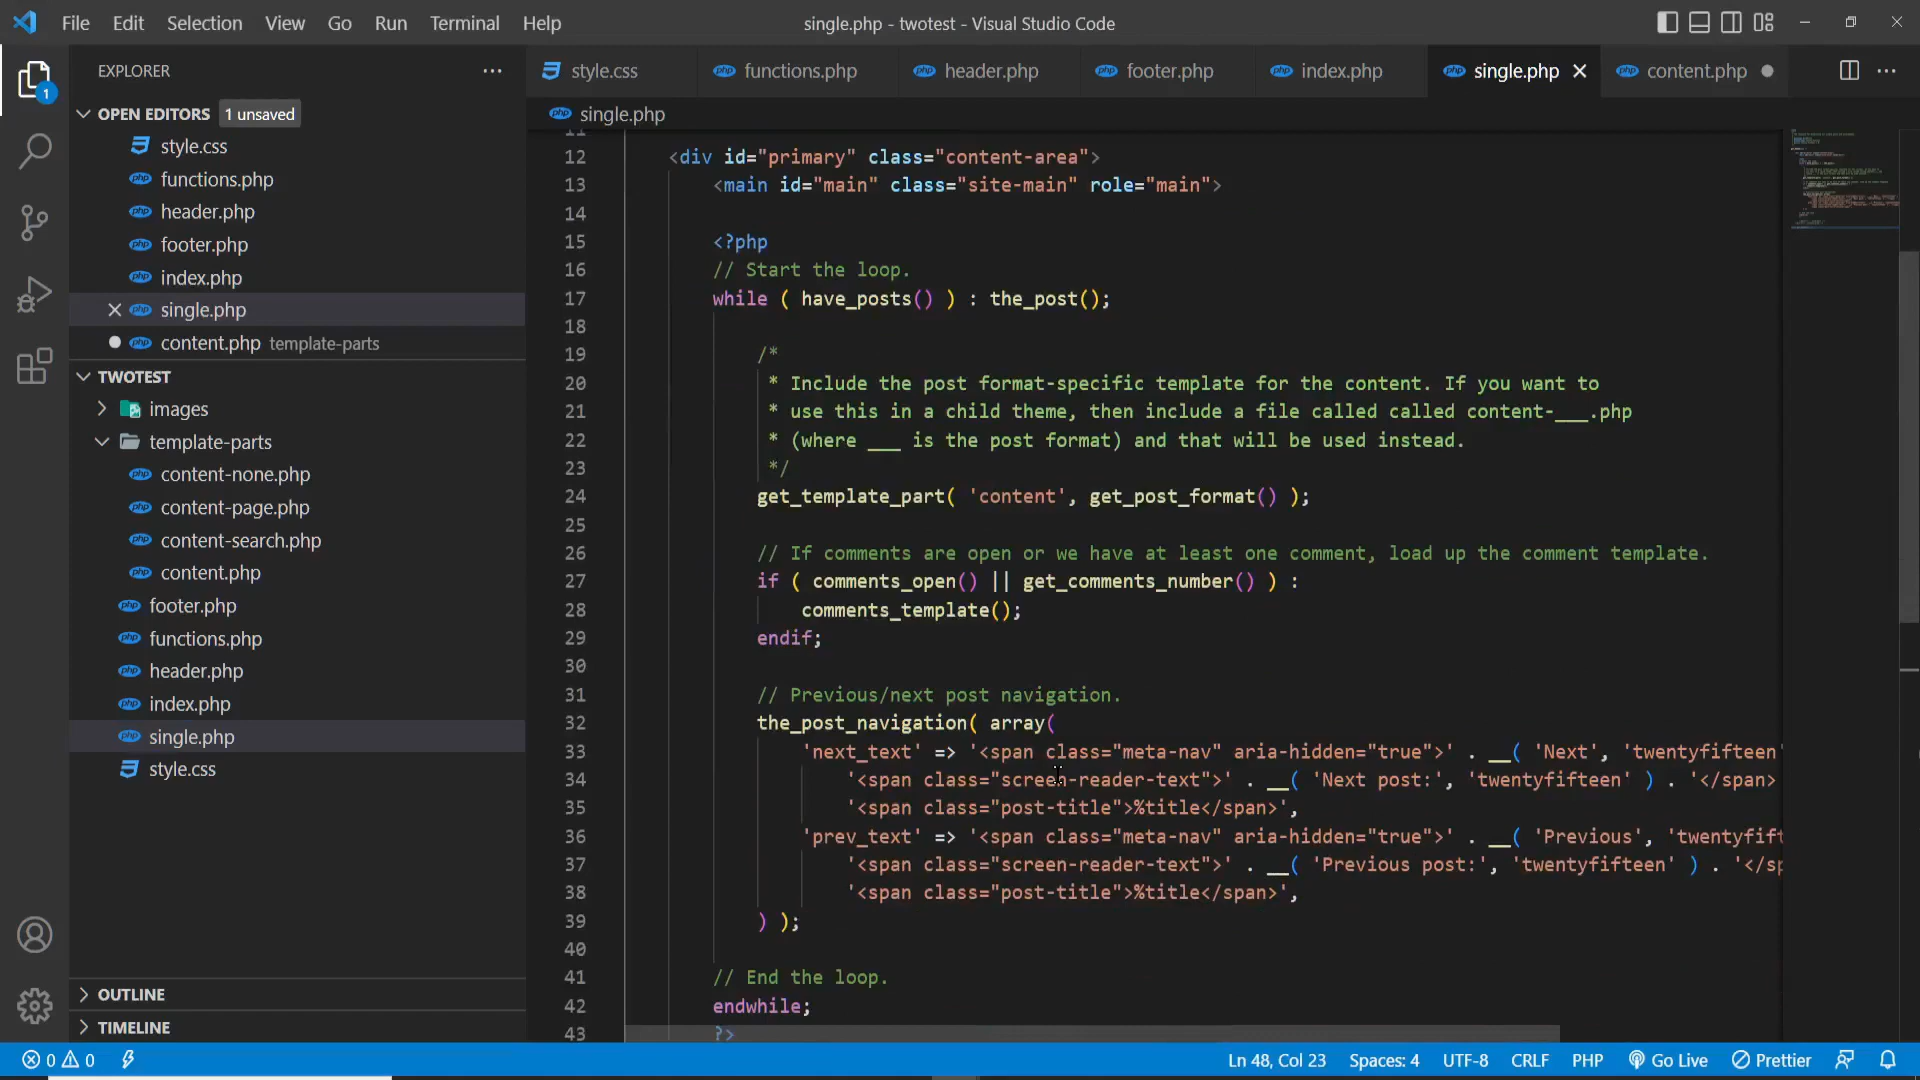 File Edit Selection View Go Run Terminal Help single.php - twotest - Visual Studio Code
EXPLORER
1
OPEN EDITORS 1 unsaved
style.css
functions.php
header.php
footer.php
index.php
single.php
content.php template-parts
TWOTEST
images
template-parts
content-none.php
content-page.php
content-search.php
content.php
footer.php
functions.php
header.php
index.php
single.php
style.css
OUTLINE
TIMELINE
style.css functions.php header.php footer.php index.php single.php content.php
single.php
11
12 <div id="primary" class="content-area">
13 <main id="main" class="site-main" role="main">
14
15 <?php
16 // Start the loop.
17 while ( have_posts() ) : the_post();
18
19 /*
20 * Include the post format-specific template for the content. If you want to
21 * use this in a child theme, then include a file called called content-___.php
22 * (where ___ is the post format) and that will be used instead.
23 */
24 get_template_part( 'content', get_post_format() );
25
26 // If comments are open or we have at least one comment, load up the comment template.
27 if ( comments_open() || get_comments_number() ) :
28 comments_template();
29 endif;
30
31 // Previous/next post navigation.
32 the_post_navigation( array(
33 'next_text' => '<span class="meta-nav" aria-hidden="true">' . __( 'Next', 'twentyfifteen'
34 '<span class="screen-reader-text">' . __( 'Next post:', 'twentyfifteen' ) . '</span>
35 '<span class="post-title">%title</span>',
36 'prev_text' => '<span class="meta-nav" aria-hidden="true">' . __( 'Previous', 'twentyfift
37 '<span class="screen-reader-text">' . __( 'Previous post:', 'twentyfifteen' ) . '</sp
38 '<span class="post-title">%title</span>',
39 ) );
40
41 // End the loop.
42 endwhile;
43 ?>
0 0 Ln 48, Col 23 Spaces: 4 UTF-8 CRLF PHP Go Live Prettier